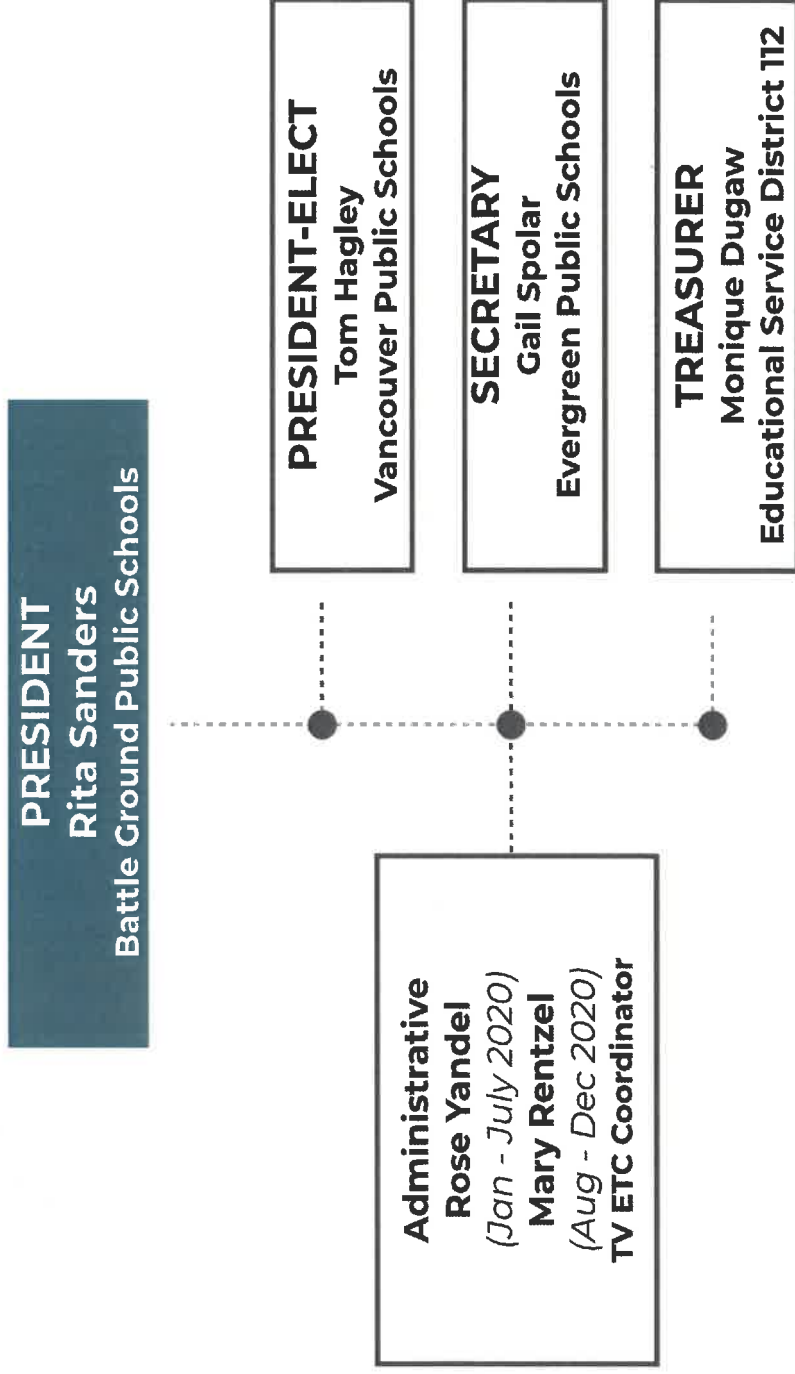 PRESIDENT
Rita Sanders
Battle Ground Public Schools
PRESIDENT-ELECT
Tom Hagley
Vancouver Public Schools
SECRETARY
Gail Spolar
Evergreen Public Schools
TREASURER
Monique Dugaw
Educational Service District 112
Administrative
Rose Yandel
(Jan - July 2020)
Mary Rentzel
(Aug - Dec 2020)
TV ETC Coordinator